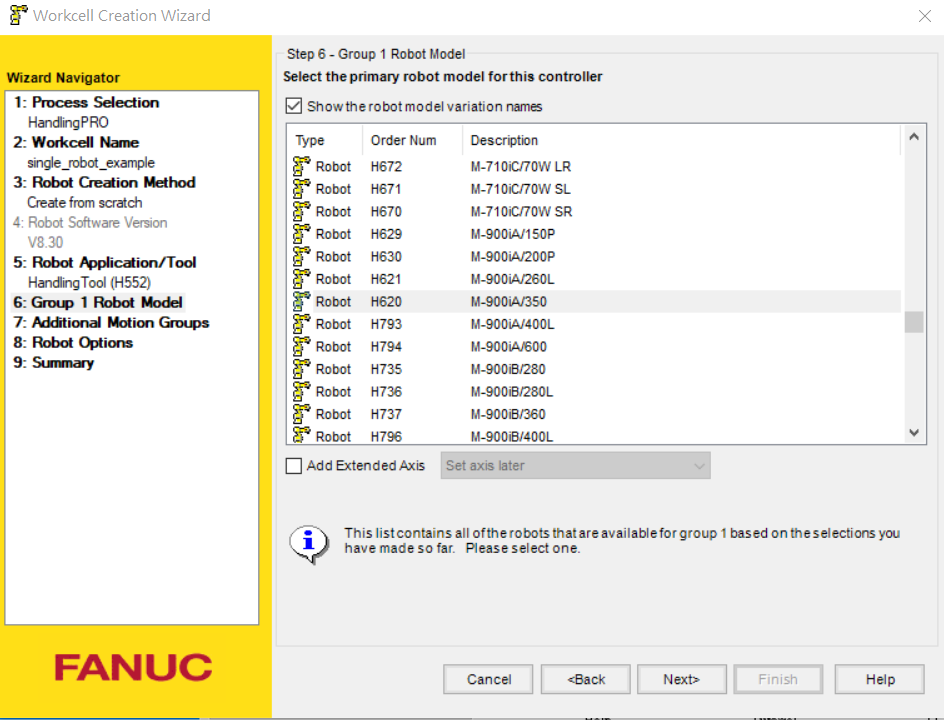 Workcell Creation Wizard
Wizard Navigator
1: Process Selection
HandlingPRO
2: Workcell Name
single_robot_example
3: Robot Creation Method
Create from scratch
4: Robot Software Version
V8.30
5: Robot Application/Tool
HandlingTool (H552)
6: Group 1 Robot Model
7: Additional Motion Groups
8: Robot Options
9: Summary
FANUC
Step 6 - Group 1 Robot Model
Select the primary robot model for this controller
Show the robot model variation names
Type Order Num Description
Robot H672 M-710iC/70W LR
Robot H671 M-710iC/70W SL
Robot H670 M-710iC/70W SR
Robot H629 M-900iA/150P
Robot H630 M-900iA/200P
Robot H621 M-900iA/260L
Robot H620 M-900iA/350
Robot H793 M-900iA/400L
Robot H794 M-900iA/600
Robot H735 M-900iB/280
Robot H736 M-900iB/280L
Robot H737 M-900iB/360
Robot H796 M-900iB/400L
Add Extended Axis Set axis later
This list contains all of the robots that are available for group 1 based on the selections you
have made so far. Please select one.
Cancel <Back Next> Finish Help